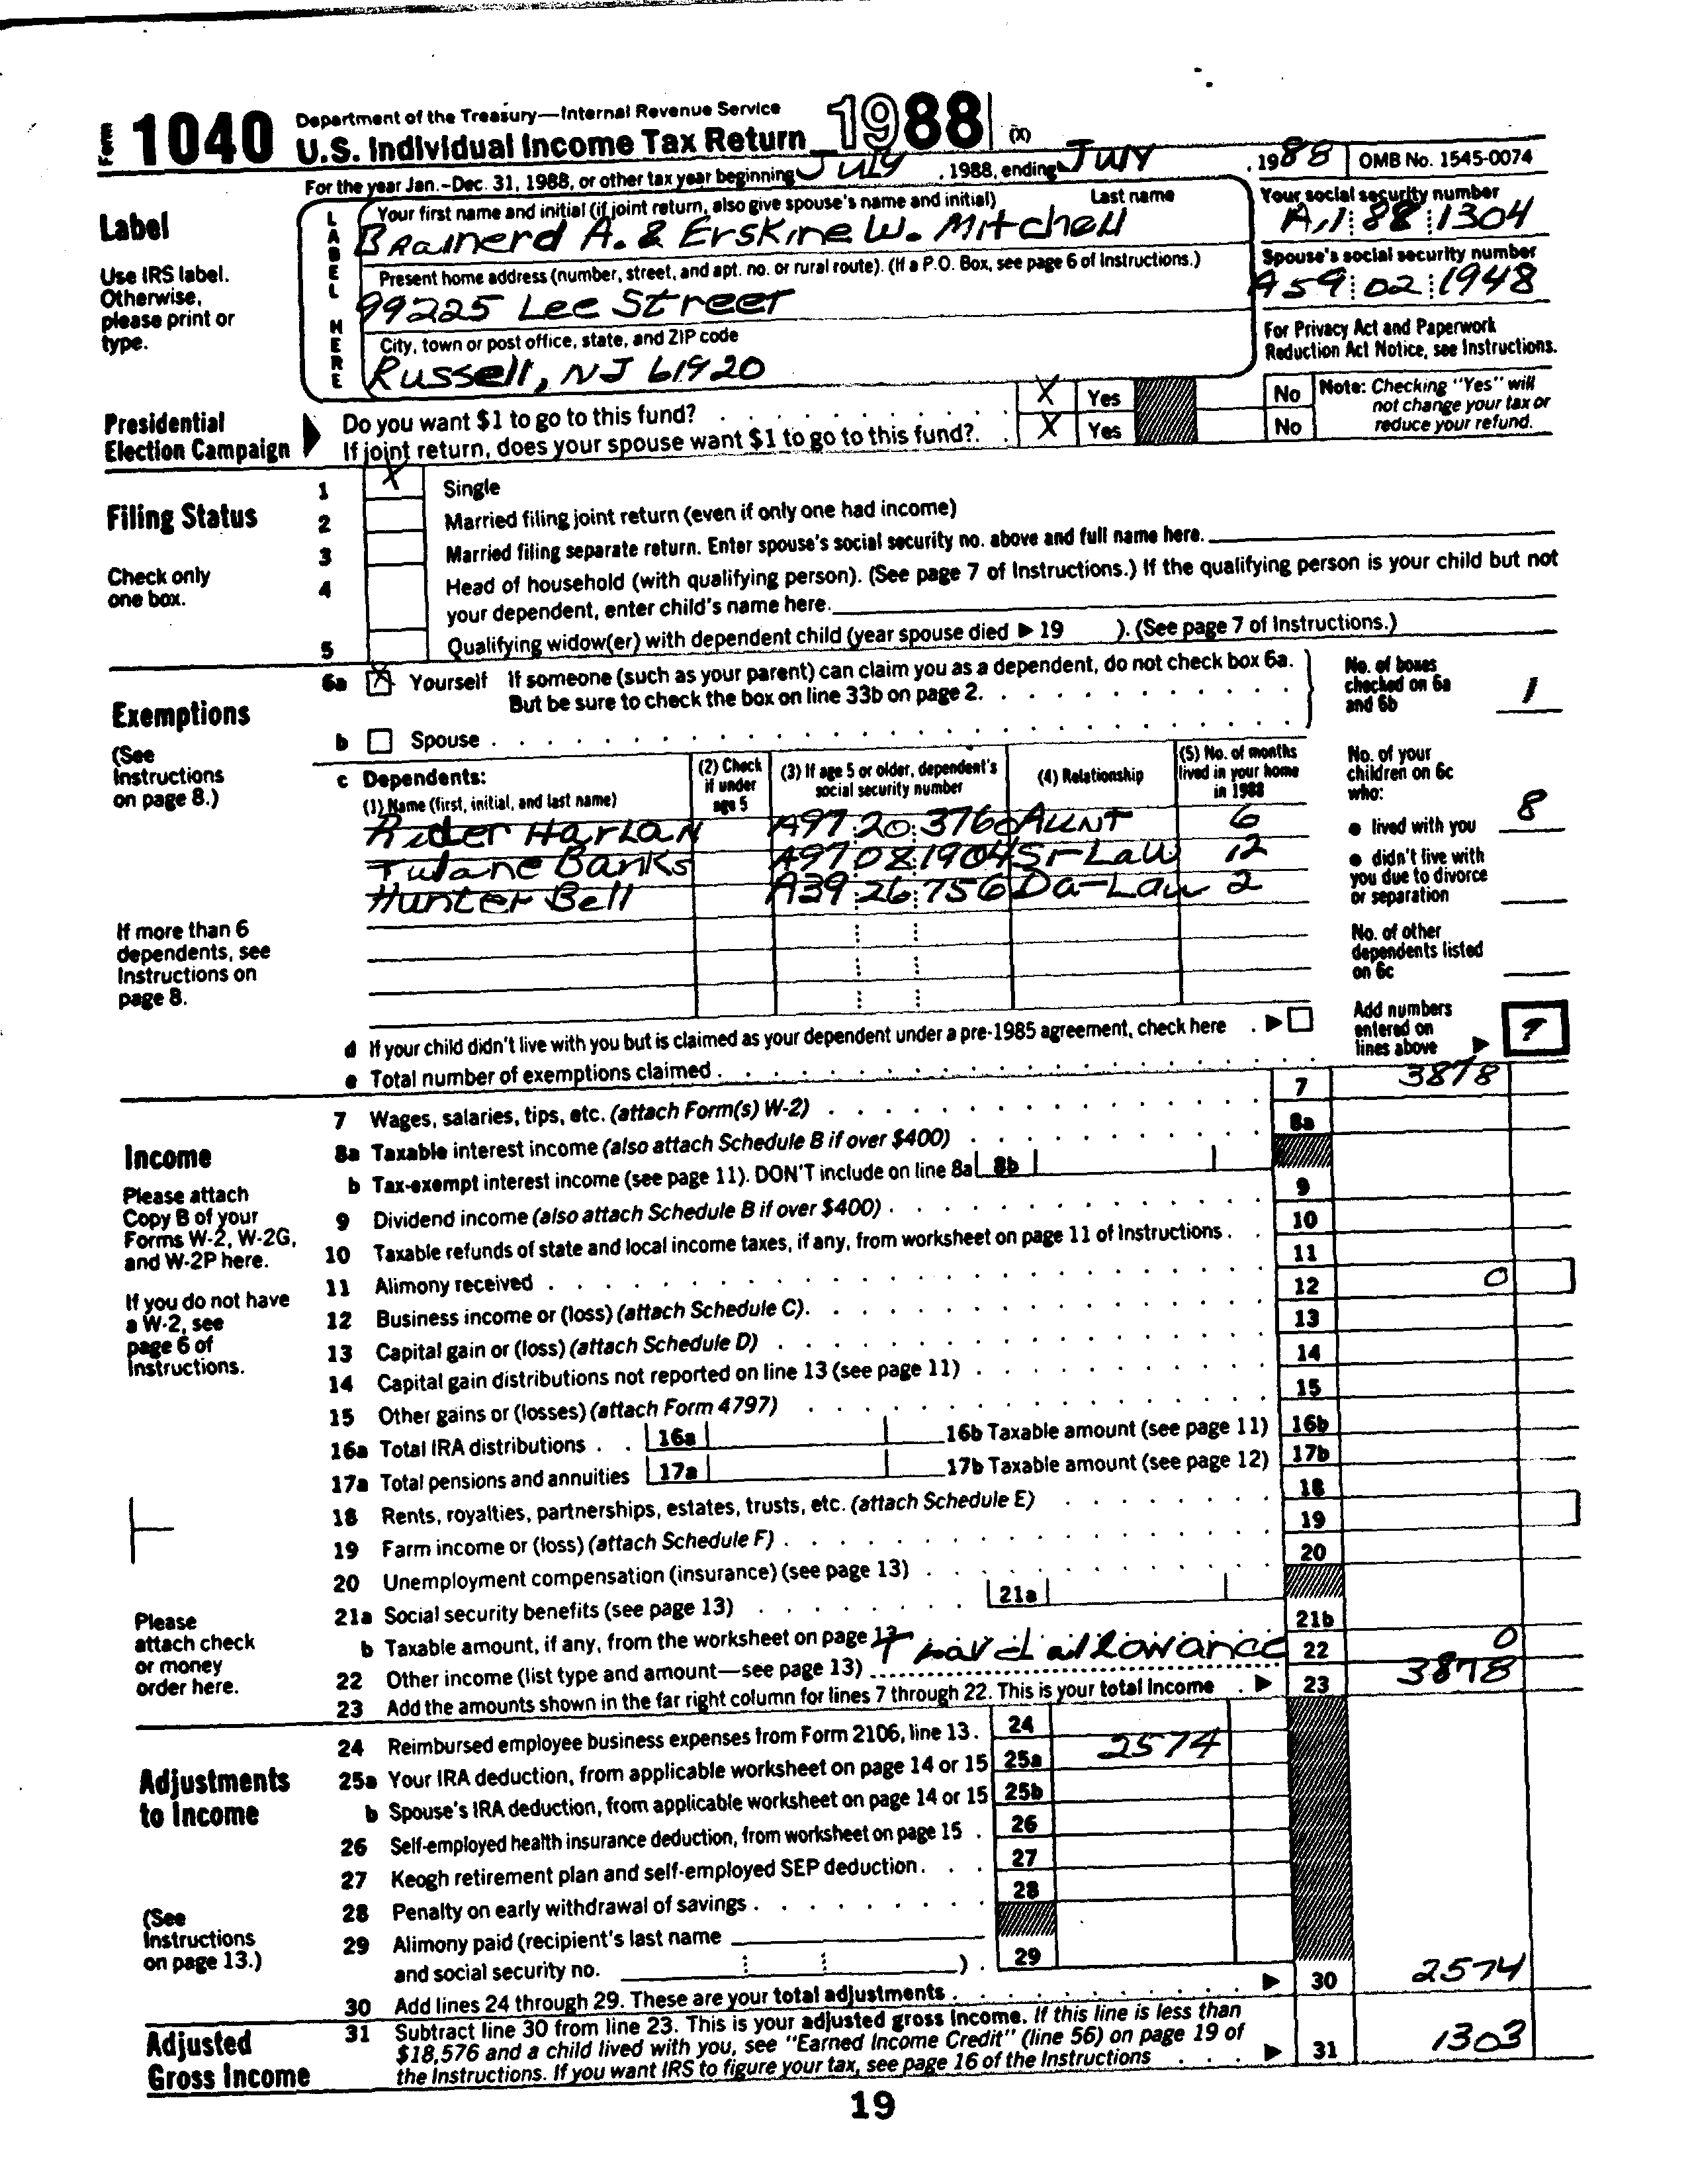 Form 1040 Department of the Treasury—Internal Revenue Service
U.S. Individual Income Tax Return 1988 (X)
For the year Jan.–Dec. 31, 1988, or other tax year beginning July , 1988, ending July , 19 88 OMB No. 1545-0074
Label
Use IRS label.
Otherwise,
please print or
type.
LABEL HERE
Your first name and initial (if joint return, also give spouse's name and initial) Last name
Brainerd A. & Erskine W. Mitchell
Your social security number
A11 88 1304
Present home address (number, street, and apt. no. or rural route). (If a P.O. Box, see page 6 of Instructions.)
99225 Lee Street
Spouse's social security number
A59 02 1948
City, town or post office, state, and ZIP code
Russell, NJ 61920
For Privacy Act and Paperwork
Reduction Act Notice, see Instructions.
Presidential
Election Campaign
Do you want $1 to go to this fund? X Yes No
If joint return, does your spouse want $1 to go to this fund? X Yes No
Note: Checking "Yes" will
not change your tax or
reduce your refund.
Filing Status
Check only
one box.
1 X Single
2 Married filing joint return (even if only one had income)
3 Married filing separate return. Enter spouse's social security no. above and full name here.
4 Head of household (with qualifying person). (See page 7 of Instructions.) If the qualifying person is your child but not
your dependent, enter child's name here.
5 Qualifying widow(er) with dependent child (year spouse died ▶ 19 ). (See page 7 of Instructions.)
Exemptions
(See
Instructions
on page 8.)
If more than 6
dependents, see
Instructions on
page 8.
6a X Yourself If someone (such as your parent) can claim you as a dependent, do not check box 6a.
But be sure to check the box on line 33b on page 2.
b Spouse
No. of boxes
checked on 6a
and 6b 1
c Dependents:
(1) Name (first, initial, and last name)
(2) Check
if under
age 5
(3) If age 5 or older, dependent's
social security number
(4) Relationship
(5) No. of months
lived in your home
in 1988
Rider Harlan A97 20 3760 Aunt 6
Tulane Banks A97 08 1904 Si-Law 12
Hunter Bell A39 26 756 Da-Law 2
No. of your
children on 6c
who:
● lived with you 8
● didn't live with
you due to divorce
or separation
No. of other
dependents listed
on 6c
Add numbers
entered on
lines above ▶ 9
d If your child didn't live with you but is claimed as your dependent under a pre-1985 agreement, check here ▶
e Total number of exemptions claimed
Income
Please attach
Copy B of your
Forms W-2, W-2G,
and W-2P here.
If you do not have
a W-2, see
page 6 of
Instructions.
Please
attach check
or money
order here.
7 Wages, salaries, tips, etc. (attach Form(s) W-2) 7 3878
8a Taxable interest income (also attach Schedule B if over $400) 8a
b Tax-exempt interest income (see page 11). DON'T include on line 8a 8b
9 Dividend income (also attach Schedule B if over $400) 9
10 Taxable refunds of state and local income taxes, if any, from worksheet on page 11 of Instructions 10
11 Alimony received 11
12 Business income or (loss) (attach Schedule C) 12 0
13 Capital gain or (loss) (attach Schedule D) 13
14 Capital gain distributions not reported on line 13 (see page 11) 14
15 Other gains or (losses) (attach Form 4797) 15
16a Total IRA distributions 16a 16b Taxable amount (see page 11) 16b
17a Total pensions and annuities 17a 17b Taxable amount (see page 12) 17b
18 Rents, royalties, partnerships, estates, trusts, etc. (attach Schedule E) 18
19 Farm income or (loss) (attach Schedule F) 19
20 Unemployment compensation (insurance) (see page 13) 20
21a Social security benefits (see page 13) 21a
b Taxable amount, if any, from the worksheet on page 13 21b
22 Other income (list type and amount—see page 13) Travel allowance 22 0
23 Add the amounts shown in the far right column for lines 7 through 22. This is your total income ▶ 23 3878
Adjustments
to Income
(See
Instructions
on page 13.)
24 Reimbursed employee business expenses from Form 2106, line 13. 24
25a Your IRA deduction, from applicable worksheet on page 14 or 15 25a 2574
b Spouse's IRA deduction, from applicable worksheet on page 14 or 15 25b
26 Self-employed health insurance deduction, from worksheet on page 15 26
27 Keogh retirement plan and self-employed SEP deduction 27
28 Penalty on early withdrawal of savings 28
29 Alimony paid (recipient's last name
and social security no. ) 29
30 Add lines 24 through 29. These are your total adjustments ▶ 30 2574
Adjusted
Gross Income
31 Subtract line 30 from line 23. This is your adjusted gross income. If this line is less than
$18,576 and a child lived with you, see "Earned Income Credit" (line 56) on page 19 of
the Instructions. If you want IRS to figure your tax, see page 16 of the Instructions ▶ 31 1303
19